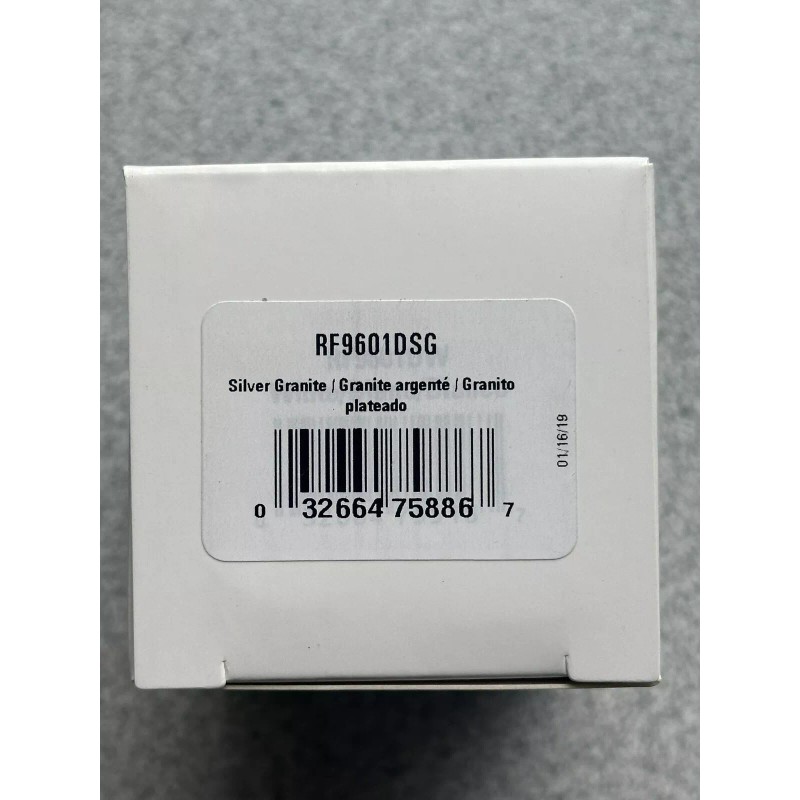 RF9601DSG
Silver Granite / Granite argenté / Granito
plateado
01/16/19
0 32664 75886 7